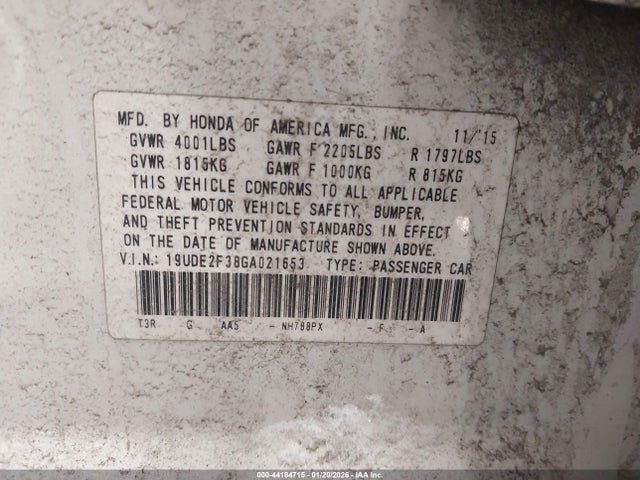 MFD. BY HONDA OF AMERICA MFG., INC. 11/'15
GVWR 4001LBS GAWR F 2205LBS R 1797LBS
GVWR 1815KG GAWR F 1000KG R 815KG
THIS VEHICLE CONFORMS TO ALL APPLICABLE
FEDERAL MOTOR VEHICLE SAFETY, BUMPER,
AND THEFT PREVENTION STANDARDS IN EFFECT
ON THE DATE OF MANUFACTURE SHOWN ABOVE.
V.I.N.: 19UDE2F38GA021653 TYPE: PASSENGER CAR
T3R G AA5 - NH788PX - F - A
000-44184715 - 01/20/2026 - IAA Inc.